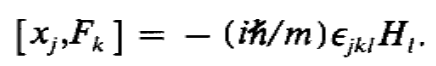 [x_j,F_k] = − (iℏ/m)ϵ_{jkl}H_l.